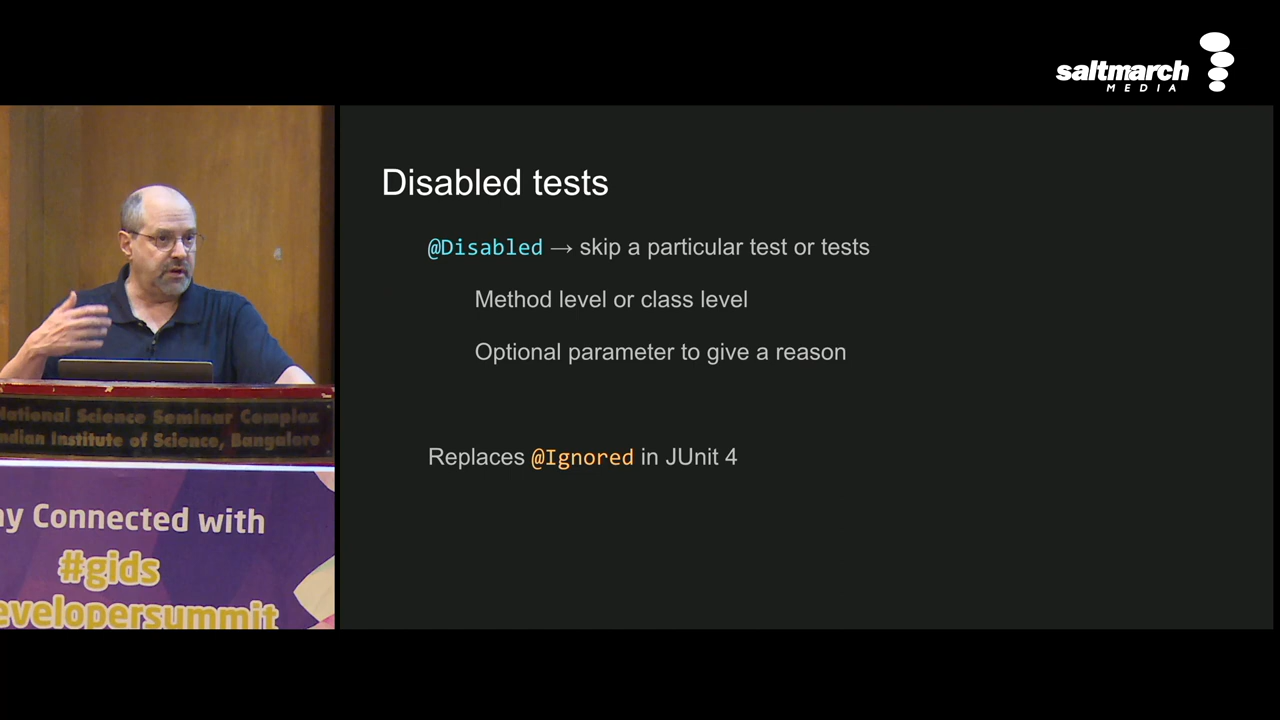 saltmarch
MEDIA
Disabled tests
@Disabled → skip a particular test or tests
Method level or class level
Optional parameter to give a reason
Replaces @Ignored in JUnit 4
National Science Seminar Complex
Indian Institute of Science, Bangalore
ay Connected with
#gids
evelopersummit